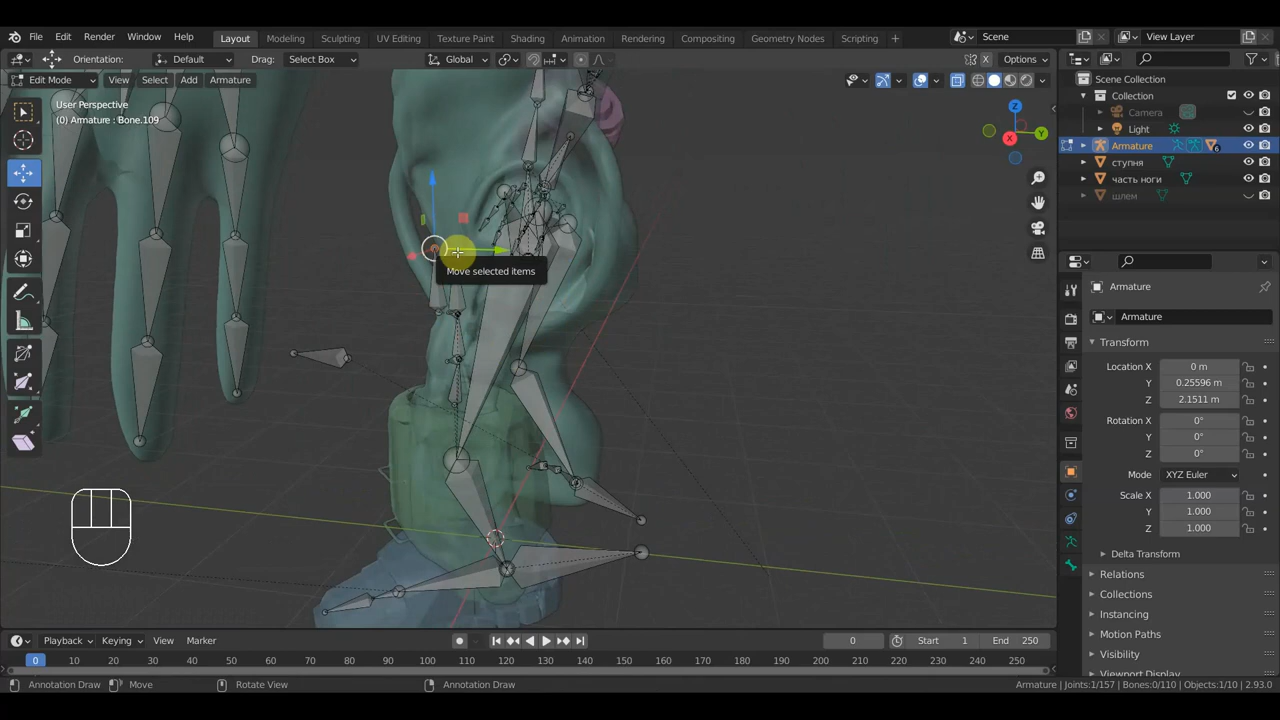 File Edit Render Window Help Layout Modeling Sculpting UV Editing Texture Paint Shading Animation Rendering Compositing Geometry Nodes Scripting + Scene View Layer
Orientation: Default Drag: Select Box Global Options
Edit Mode View Select Add Armature
User Perspective
(0) Armature : Bone.109
Z
Y
X
Move selected items
Scene Collection
Collection
Camera
Light
Armature 6
ступня
часть ноги
шлем
Armature
Armature
Transform
Location X 0 m
Y 0.25596 m
Z 2.1511 m
Rotation X 0°
Y 0°
Z 0°
Mode XYZ Euler
Scale X 1.000
Y 1.000
Z 1.000
Delta Transform
Relations
Collections
Instancing
Motion Paths
Visibility
Viewport Display
Playback Keying View Marker 0 Start 1 End 250
0 10 20 30 40 50 60 70 80 90 100 110 120 130 140 150 160 170 180 190 200 210 220 230 240 250
Annotation Draw Move Rotate View Annotation Draw Armature | Joints:1/157 | Bones:0/110 | Objects:1/10 | 2.93.0